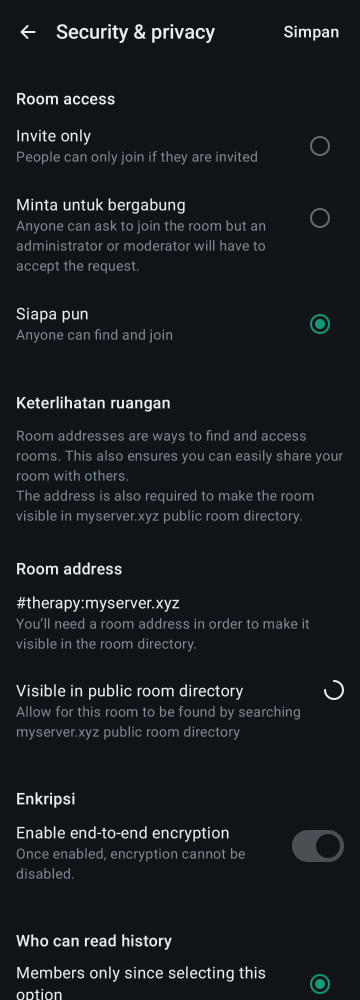 Security & privacy
Simpan
Room access
Invite only
People can only join if they are invited
Minta untuk bergabung
Anyone can ask to join the room but an
administrator or moderator will have to
accept the request.
Siapa pun
Anyone can find and join
Keterlihatan ruangan
Room addresses are ways to find and access
rooms. This also ensures you can easily share your
room with others.
The address is also required to make the room
visible in myserver.xyz public room directory.
Room address
#therapy:myserver.xyz
You’ll need a room address in order to make it
visible in the room directory.
Visible in public room directory
Allow for this room to be found by searching
myserver.xyz public room directory
Enkripsi
Enable end-to-end encryption
Once enabled, encryption cannot be
disabled.
Who can read history
Members only since selecting this
option